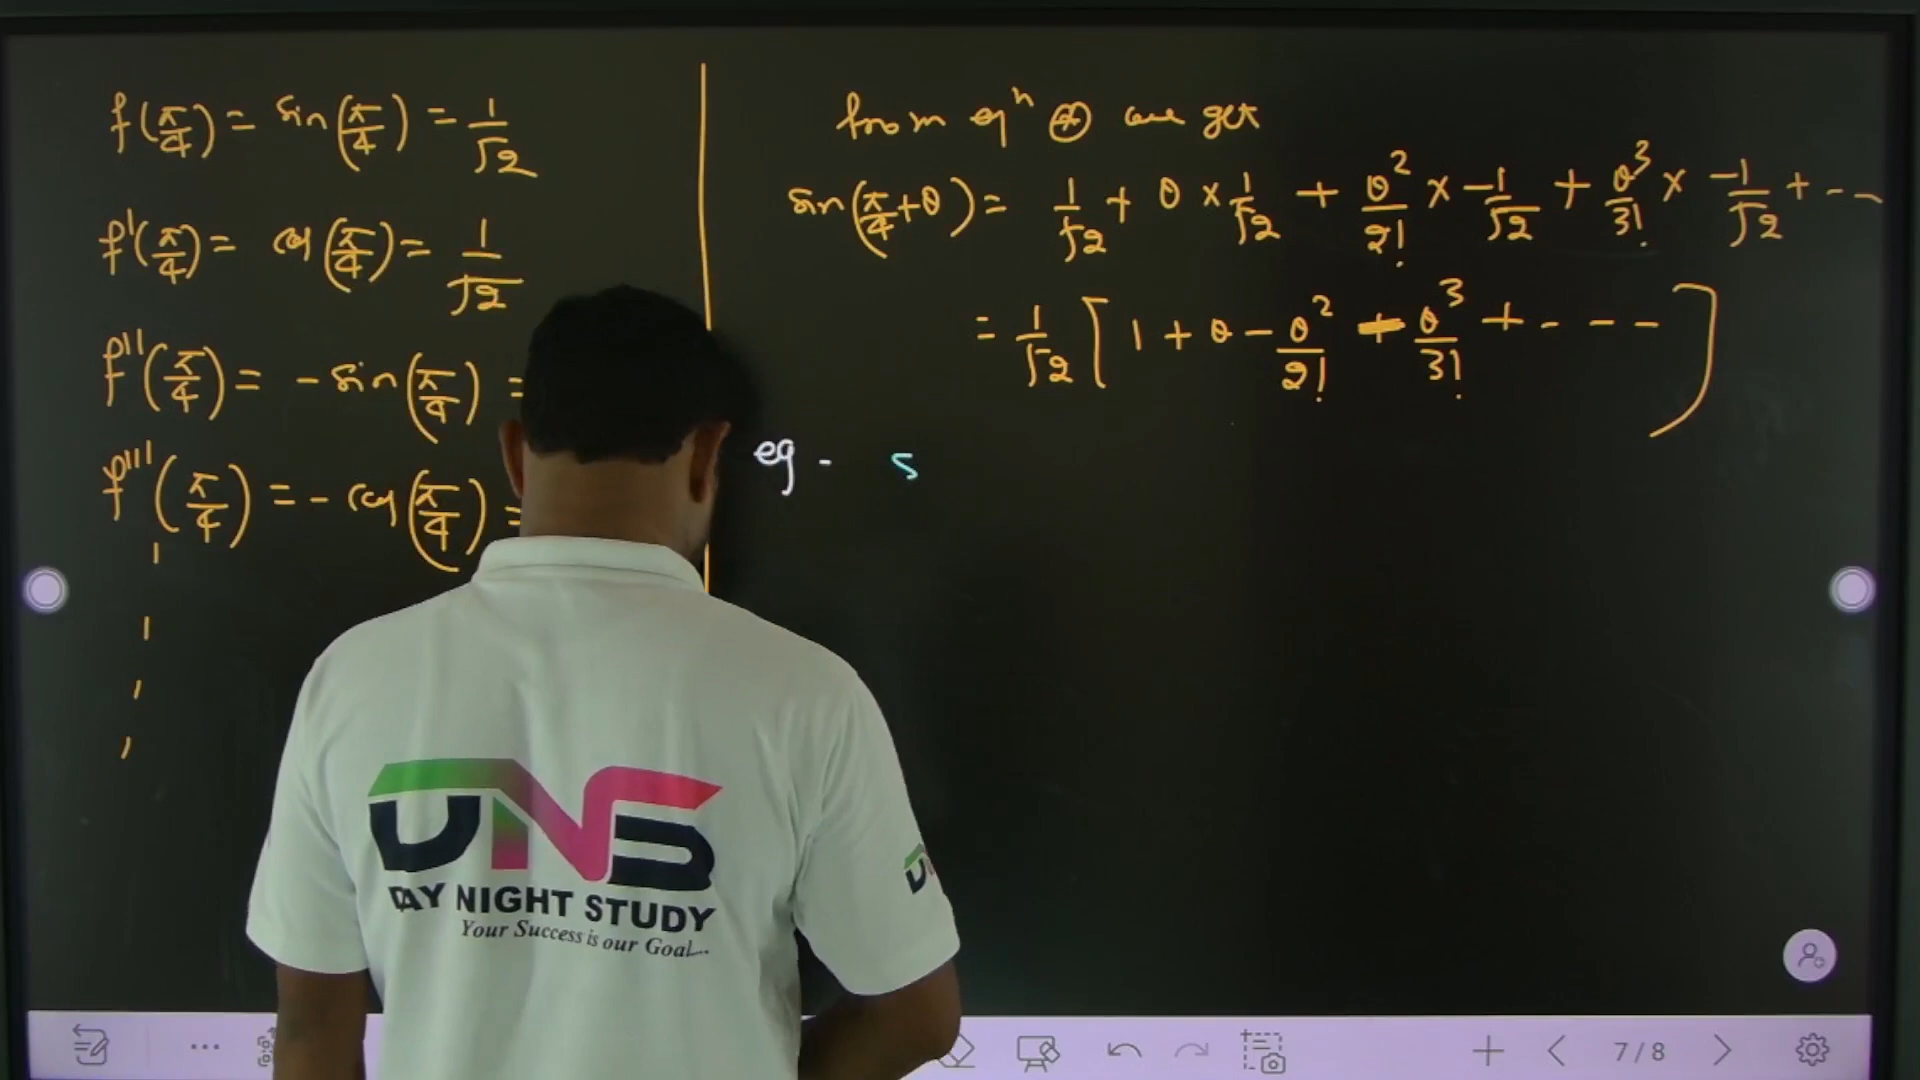 f(π/4) = sin(π/4) = 1/√2
f'(π/4) = cos(π/4) = 1/√2
f''(π/4) = - sin(π/4) =
f'''(π/4) = - cos(π/4) =
from eqⁿ ⊛ we get
sin(π/4+θ) = 1/√2 + θ × 1/√2 + θ²/2! × -1/√2 + θ³/3! × -1/√2 + ---
= 1/√2 [ 1 + θ - θ²/2! - θ³/3! + ---- ]
eg - s
DNS
DAY NIGHT STUDY
Your Success is our Goal...
7/8